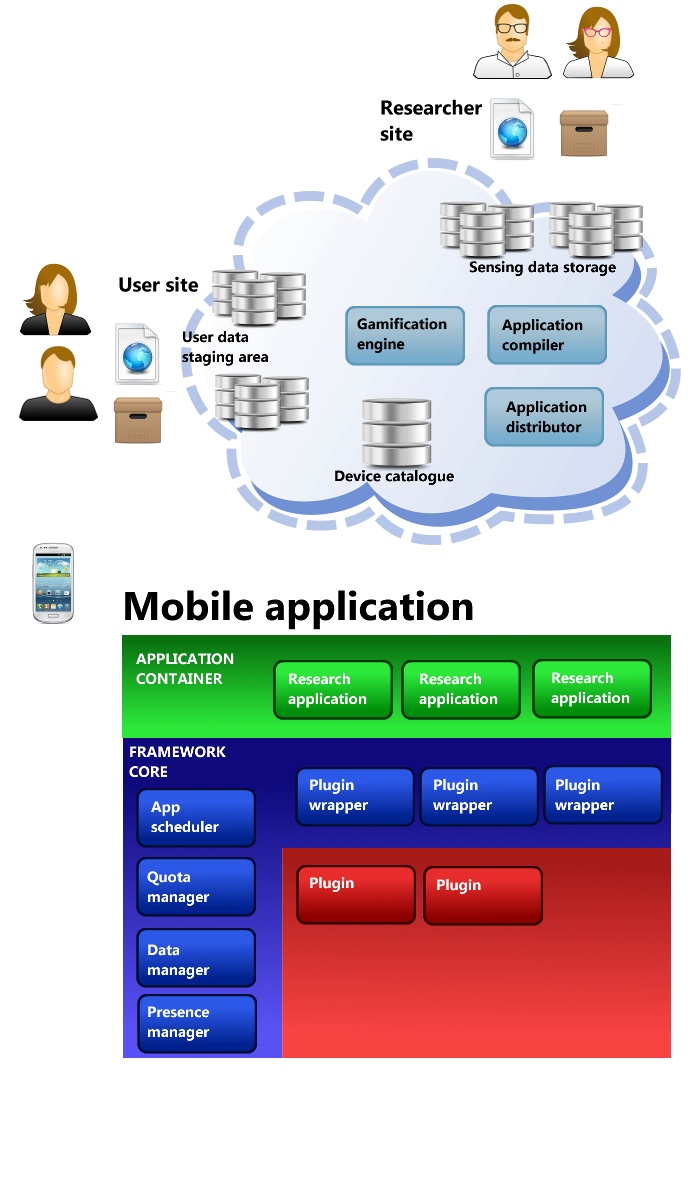 Researcher
site
Sensing data storage
User site
User data
staging area
Gamification
engine
Application
compiler
Application
distributor
Device catalogue
Mobile application
APPLICATION
CONTAINER
Research
application
Research
application
Research
application
FRAMEWORK
CORE
Plugin
wrapper
Plugin
wrapper
Plugin
wrapper
App
scheduler
Quota
manager
Data
manager
Presence
manager
Plugin
Plugin